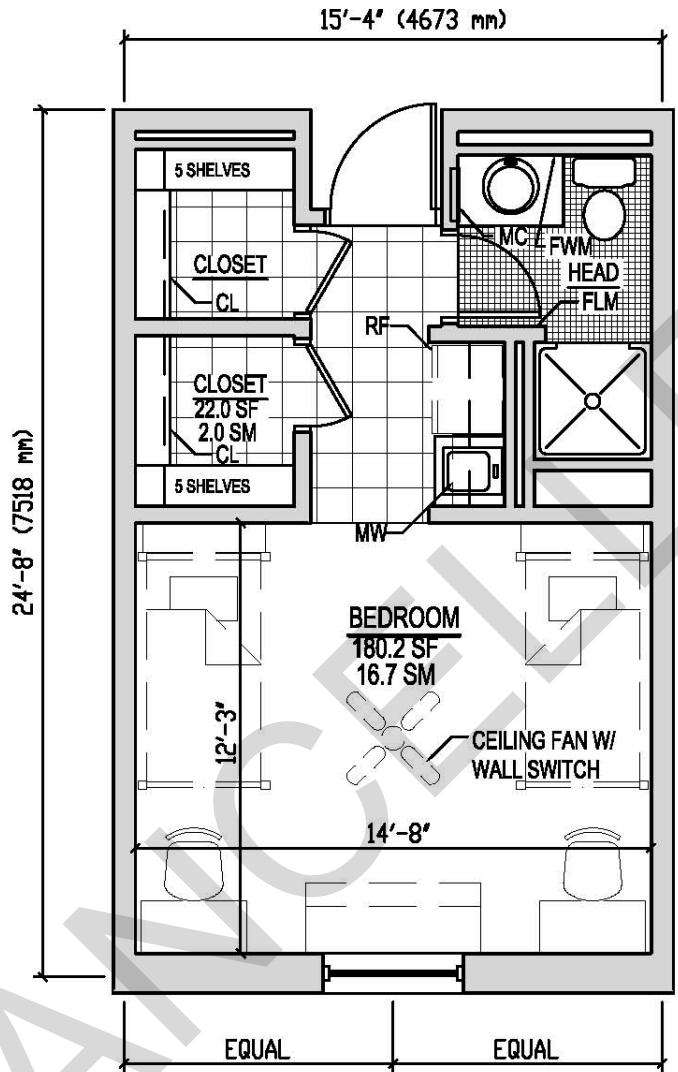 15'-4" (4673 mm)
24'-8" (7518 mm)
5 SHELVES
CLOSET
CL
MC
FWM
HEAD
FLM
RF
CLOSET
22.0 SF
2.0 SM
CL
5 SHELVES
MW
BEDROOM
180.2 SF
16.7 SM
12'-3"
CEILING FAN W/
WALL SWITCH
14'-8"
EQUAL
EQUAL
ANCELLE